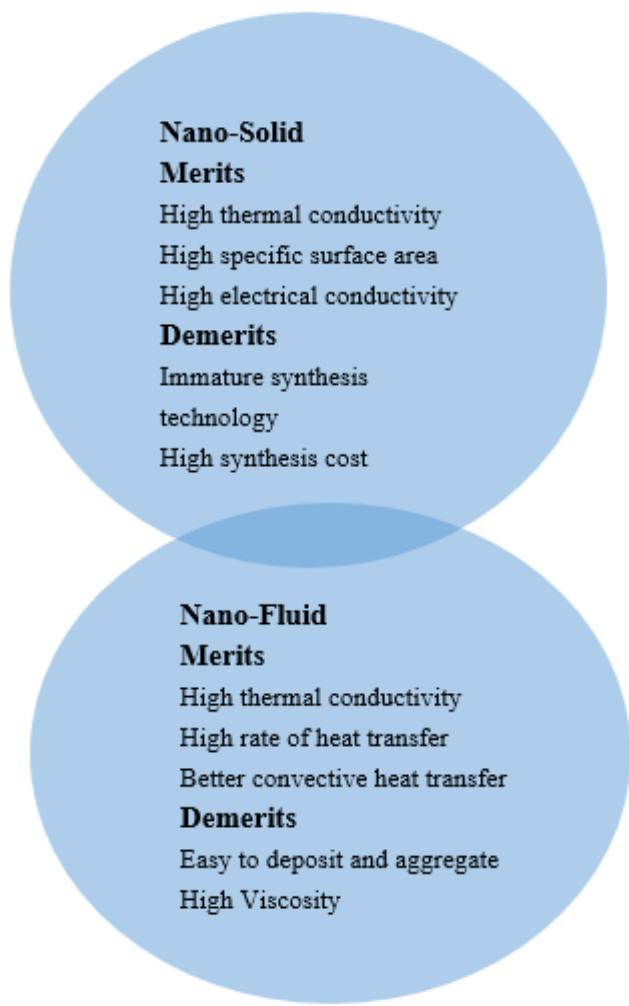 Nano-Solid
Merits
High thermal conductivity
High specific surface area
High electrical conductivity
Demerits
Immature synthesis
technology
High synthesis cost
Nano-Fluid
Merits
High thermal conductivity
High rate of heat transfer
Better convective heat transfer
Demerits
Easy to deposit and aggregate
High Viscosity